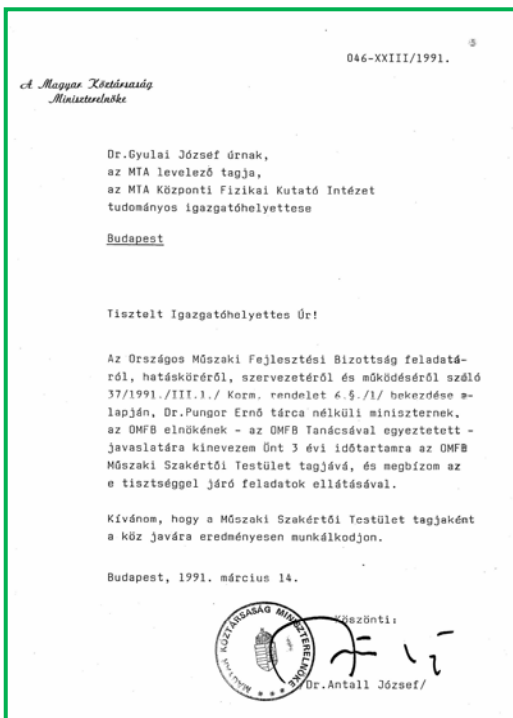 046-XXIII/1991.
A Magyar Köztársaság
Miniszterelnöke
Dr.Gyulai József úrnak,
az MTA levelező tagja,
az MTA Központi Fizikai Kutató Intézet
tudományos igazgatóhelyettese
Budapest
Tisztelt Igazgatóhelyettes Úr!
Az Országos Műszaki Fejlesztési Bizottság feladatá-
ról, hatásköréről, szervezetéről és működéséről szóló
37/1991./III.1./ Korm. rendelet 6.§./1/ bekezdése a-
lapján, Dr.Pungor Ernő tárca nélküli miniszternek,
az OMFB elnökének - az OMFB Tanácsával egyeztetett -
javaslatára kinevezem Önt 3 évi időtartamra az OMFB
Műszaki Szakértői Testület tagjává, és megbízom az
e tisztséggel járó feladatok ellátásával.
Kívánom, hogy a Műszaki Szakértői Testület tagjaként
a köz javára eredményesen munkálkodjon.
Budapest, 1991. március 14.
Köszönti:
MAGYAR KÖZTÁRSASÁG MINISZTERELNÖKE
/Dr.Antall József/